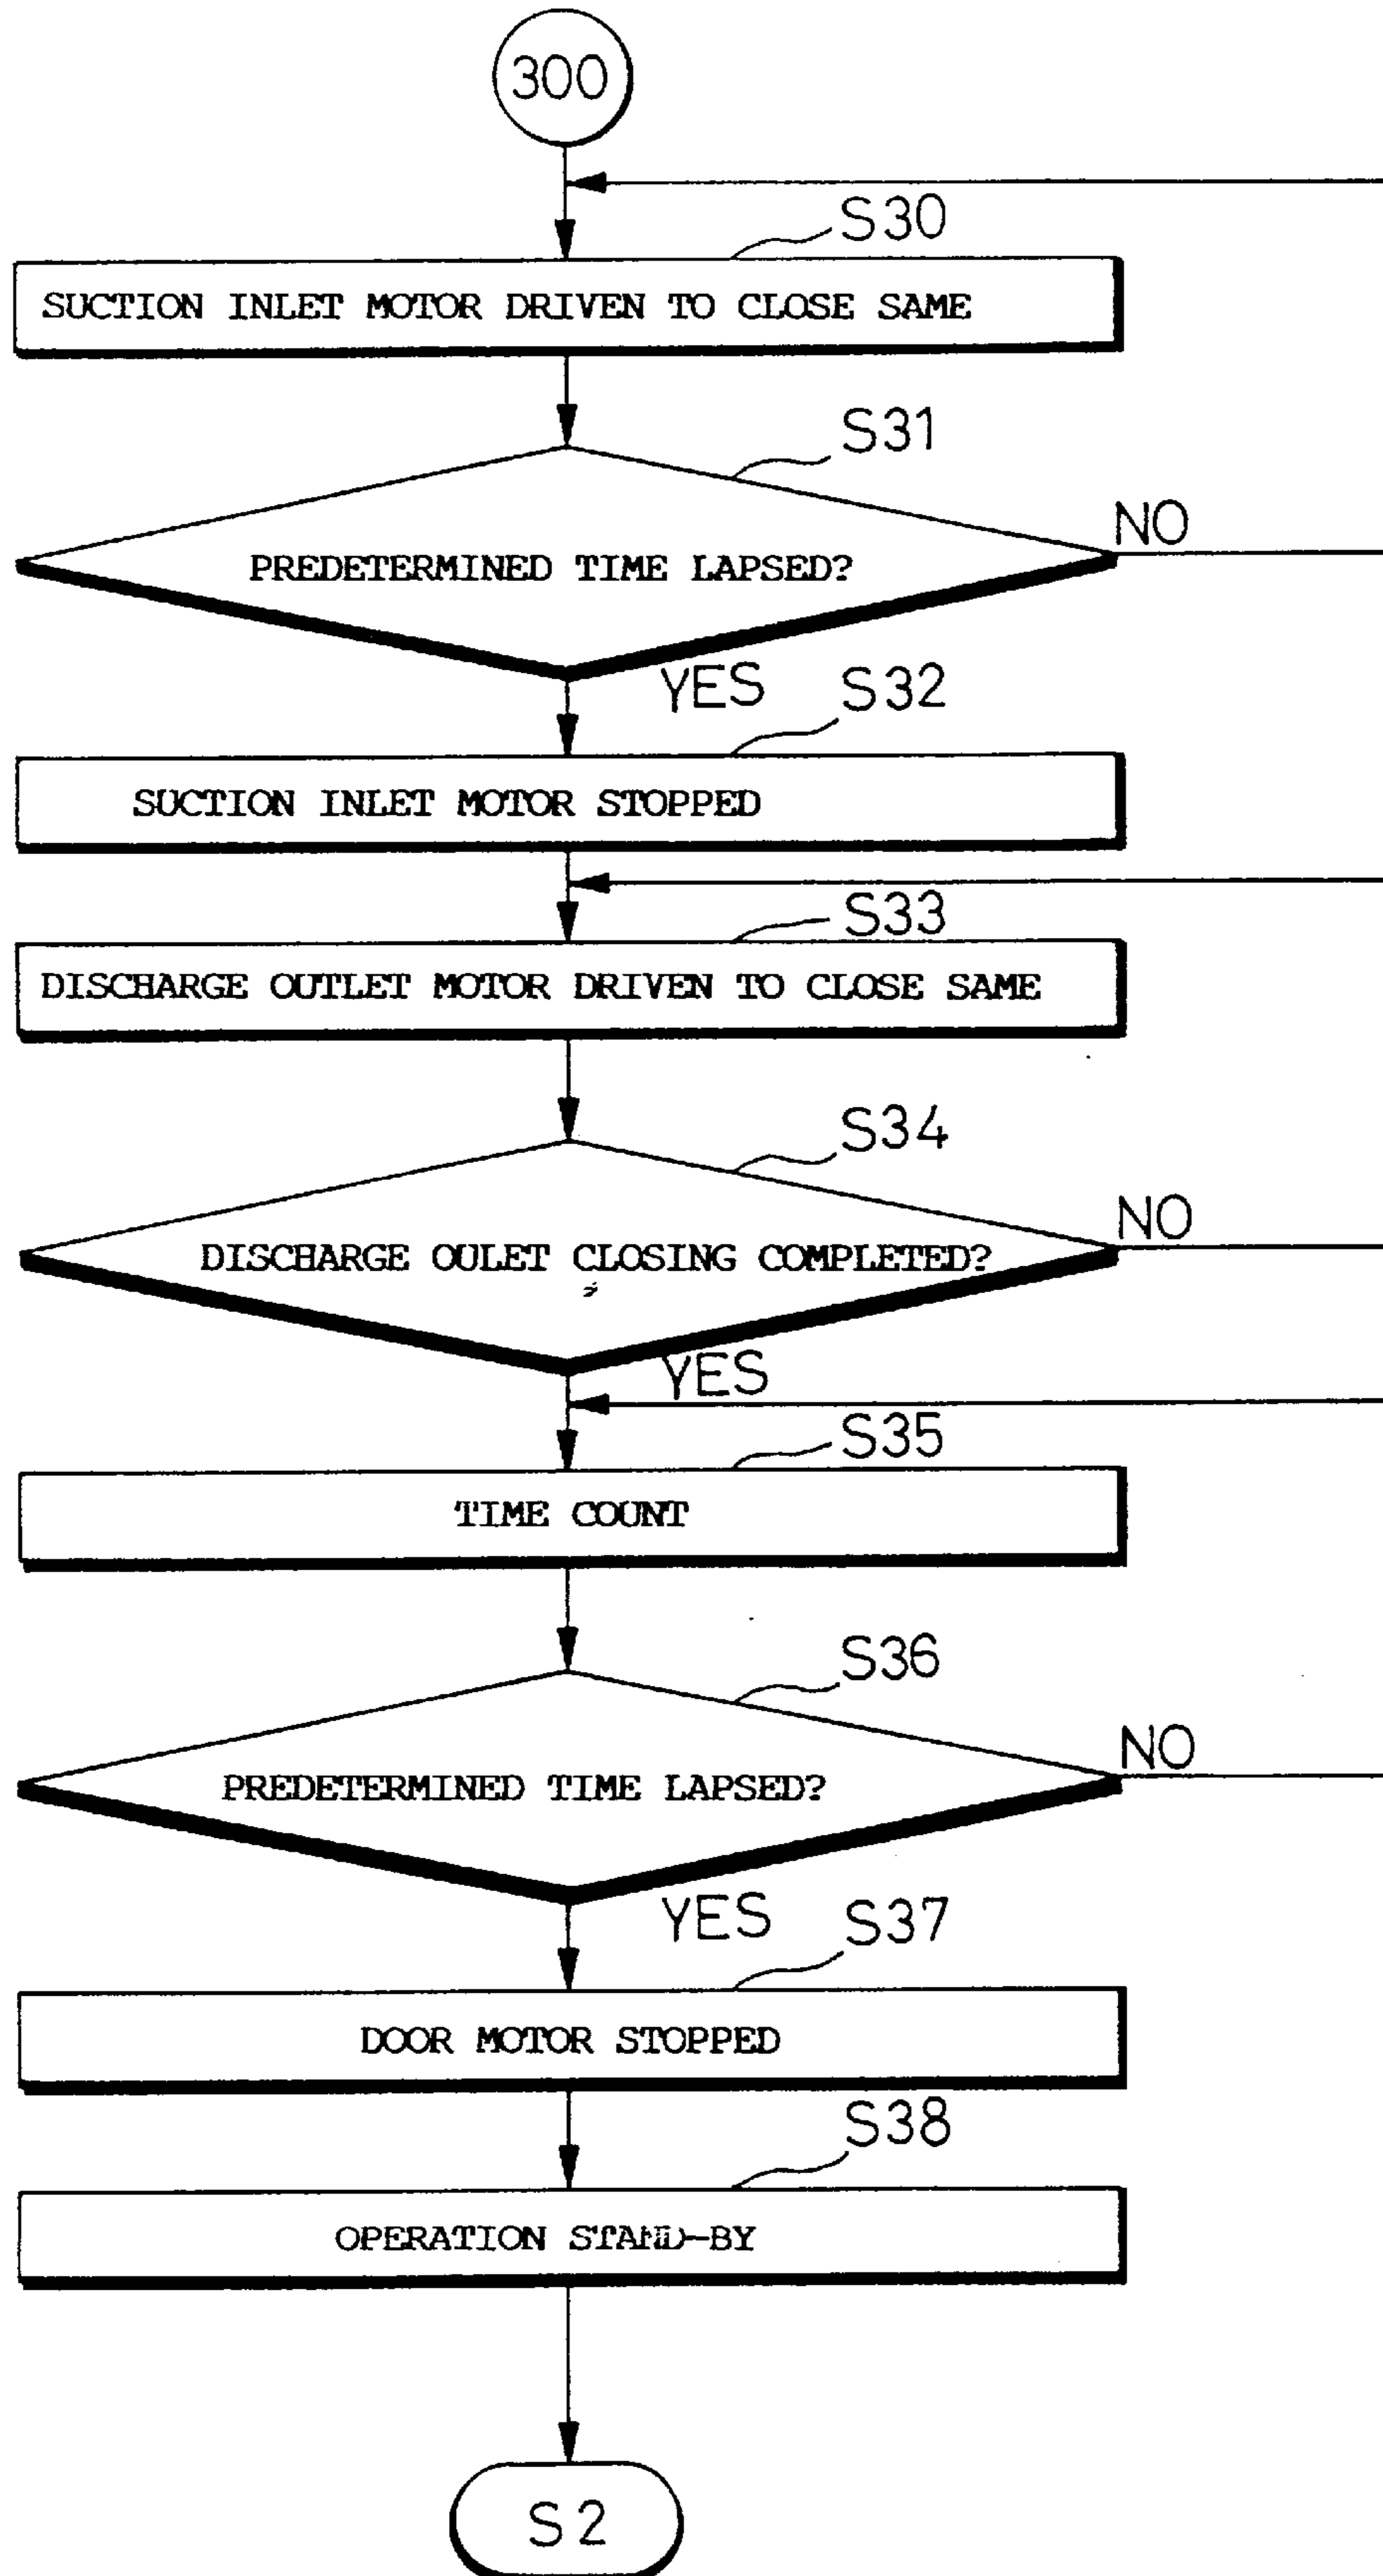 300
S30
SUCTION INLET MOTOR DRIVEN TO CLOSE SAME
S31
PREDETERMINED TIME LAPSED?
NO
YES
S32
SUCTION INLET MOTOR STOPPED
S33
DISCHARGE OUTLET MOTOR DRIVEN TO CLOSE SAME
S34
DISCHARGE OULET CLOSING COMPLETED?
NO
YES
S35
TIME COUNT
S36
PREDETERMINED TIME LAPSED?
NO
YES
S37
DOOR MOTOR STOPPED
S38
OPERATION STAND-BY
S2